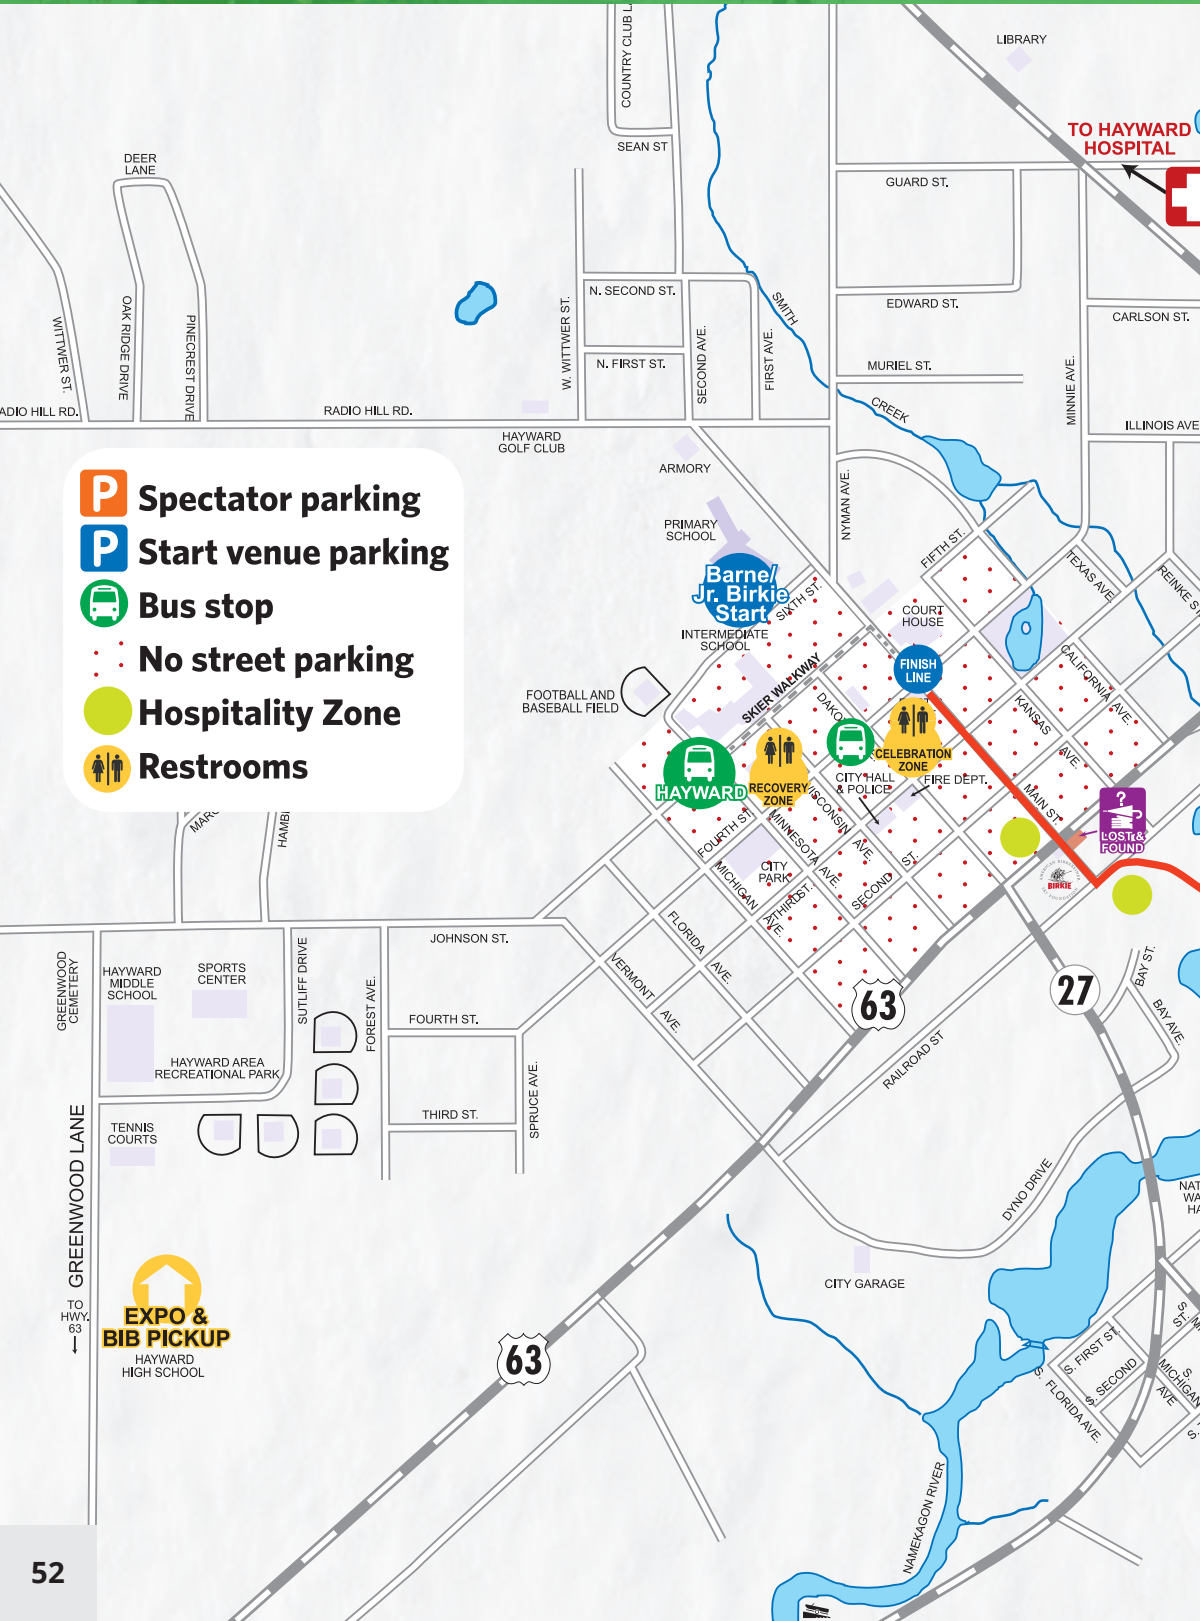 COUNTRY CLUB
LIBRARY
TO HAYWARD
HOSPITAL
SEAN ST
DEER
LANE
GUARD ST.
N. SECOND ST.
SMITH
EDWARD ST.
CARLSON ST.
WITTWER ST.
OAK RIDGE DRIVE
PINECREST DRIVE
W. WITTWER ST.
SECOND AVE.
FIRST AVE.
N. FIRST ST.
MURIEL ST.
MINNIE AVE.
RADIO HILL RD.
CREEK
ADIO HILL RD.
ILLINOIS AVE
HAYWARD
GOLF CLUB
ARMORY
NYMAN AVE.
P Spectator parking
P Start venue parking
Bus stop
No street parking
Hospitality Zone
Restrooms
PRIMARY
SCHOOL
FIFTH ST.
TEXAS AVE
REINKE ST
Barne/
Jr. Birkie
Start
SIXTH ST.
COURT
HOUSE
INTERMEDIATE
SCHOOL
SKIER WALKWAY
FINISH
LINE
CALIFORNIA AVE.
FOOTBALL AND
BASEBALL FIELD
KANSAS
AVE.
CELEBRATION
ZONE
CITY HALL
& POLICE
FIRE DEPT.
HAYWARD
RECOVERY
ZONE
MAIN ST.
?
LOST &
FOUND
FOURTH ST.
MINNESOTA AVE.
AVE.
CITY
PARK
MICHIGAN
AVE.
THIRD ST.
SECOND ST.
BIRKIE
FLORIDA
AVE.
JOHNSON ST.
VERMONT
AVE.
GREENWOOD
CEMETERY
HAYWARD
MIDDLE
SCHOOL
SPORTS
CENTER
SUTLIFF DRIVE
FOREST AVE.
63
27
BAY ST.
BAY AVE.
FOURTH ST.
RAILROAD ST
HAYWARD AREA
RECREATIONAL PARK
SPRUCE AVE.
THIRD ST.
TENNIS
COURTS
GREENWOOD LANE
DYNO DRIVE
CITY GARAGE
TO
HWY.
63
EXPO &
BIB PICKUP
HAYWARD
HIGH SCHOOL
63
S. FIRST ST.
S. SECOND
S. FLORIDA AVE.
MICHIGAN
AVE
NAMEKAGON RIVER
52